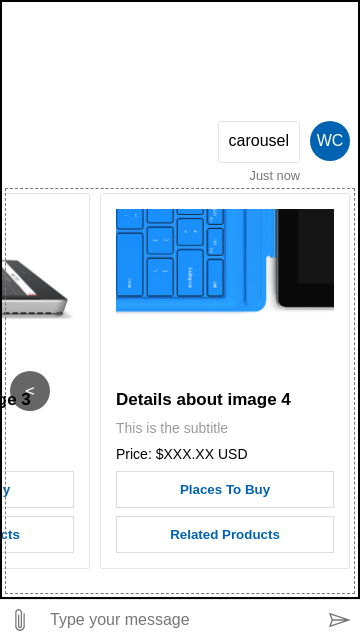 carousel
WC
Just now
<
ge 3
Details about image 4
This is the subtitle
Price: $XXX.XX USD
y
Places To Buy
cts
Related Products
Type your message